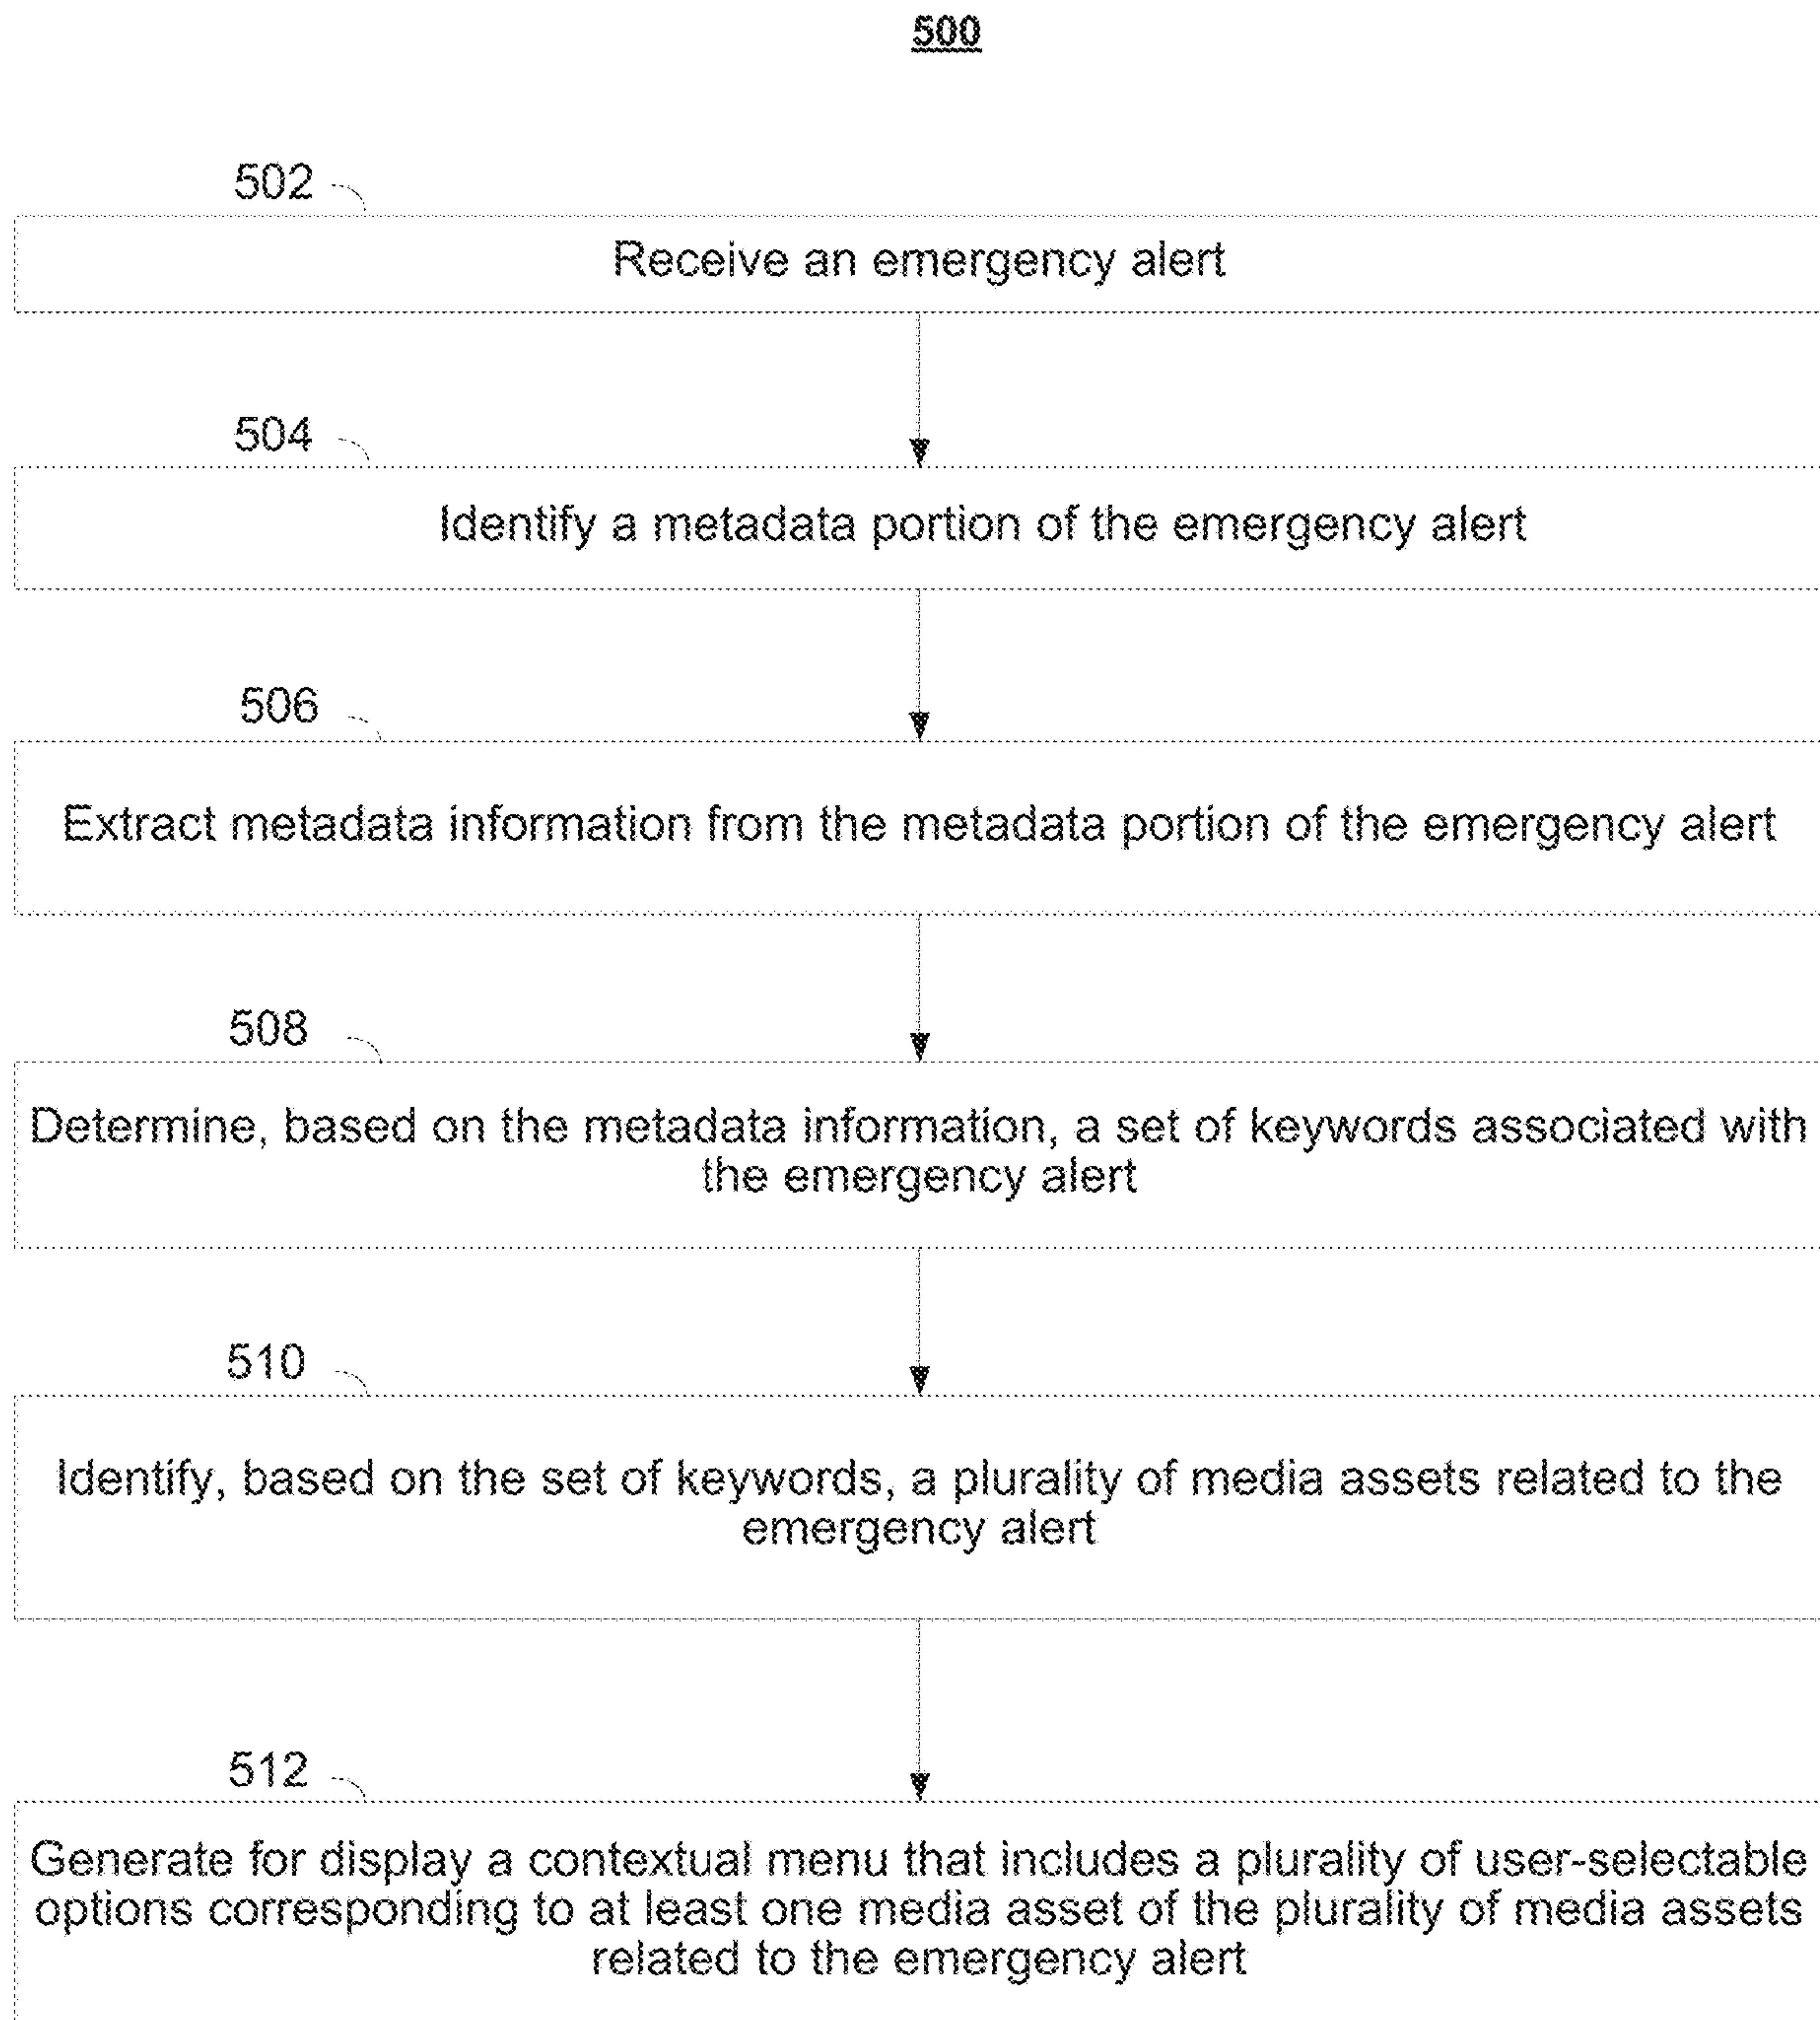 500
502
Receive an emergency alert
504
Identify a metadata portion of the emergency alert
506
Extract metadata information from the metadata portion of the emergency alert
508
Determine, based on the metadata information, a set of keywords associated with
the emergency alert
510
Identify, based on the set of keywords, a plurality of media assets related to the
emergency alert
512
Generate for display a contextual menu that includes a plurality of user-selectable
options corresponding to at least one media asset of the plurality of media assets
related to the emergency alert